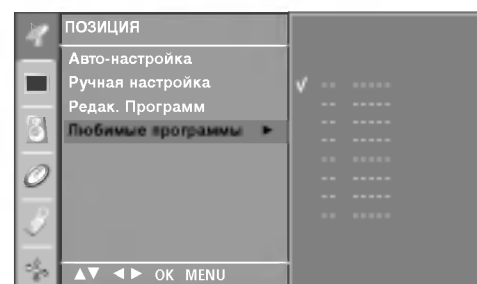 ПОЗИЦИЯ
Авто-настройка
Ручная настройка
Редак. Программ
Любимые программы ►
√ -- -----
-- -----
-- -----
-- -----
-- -----
-- -----
-- -----
-- -----
▲▼ ◄► OK MENU